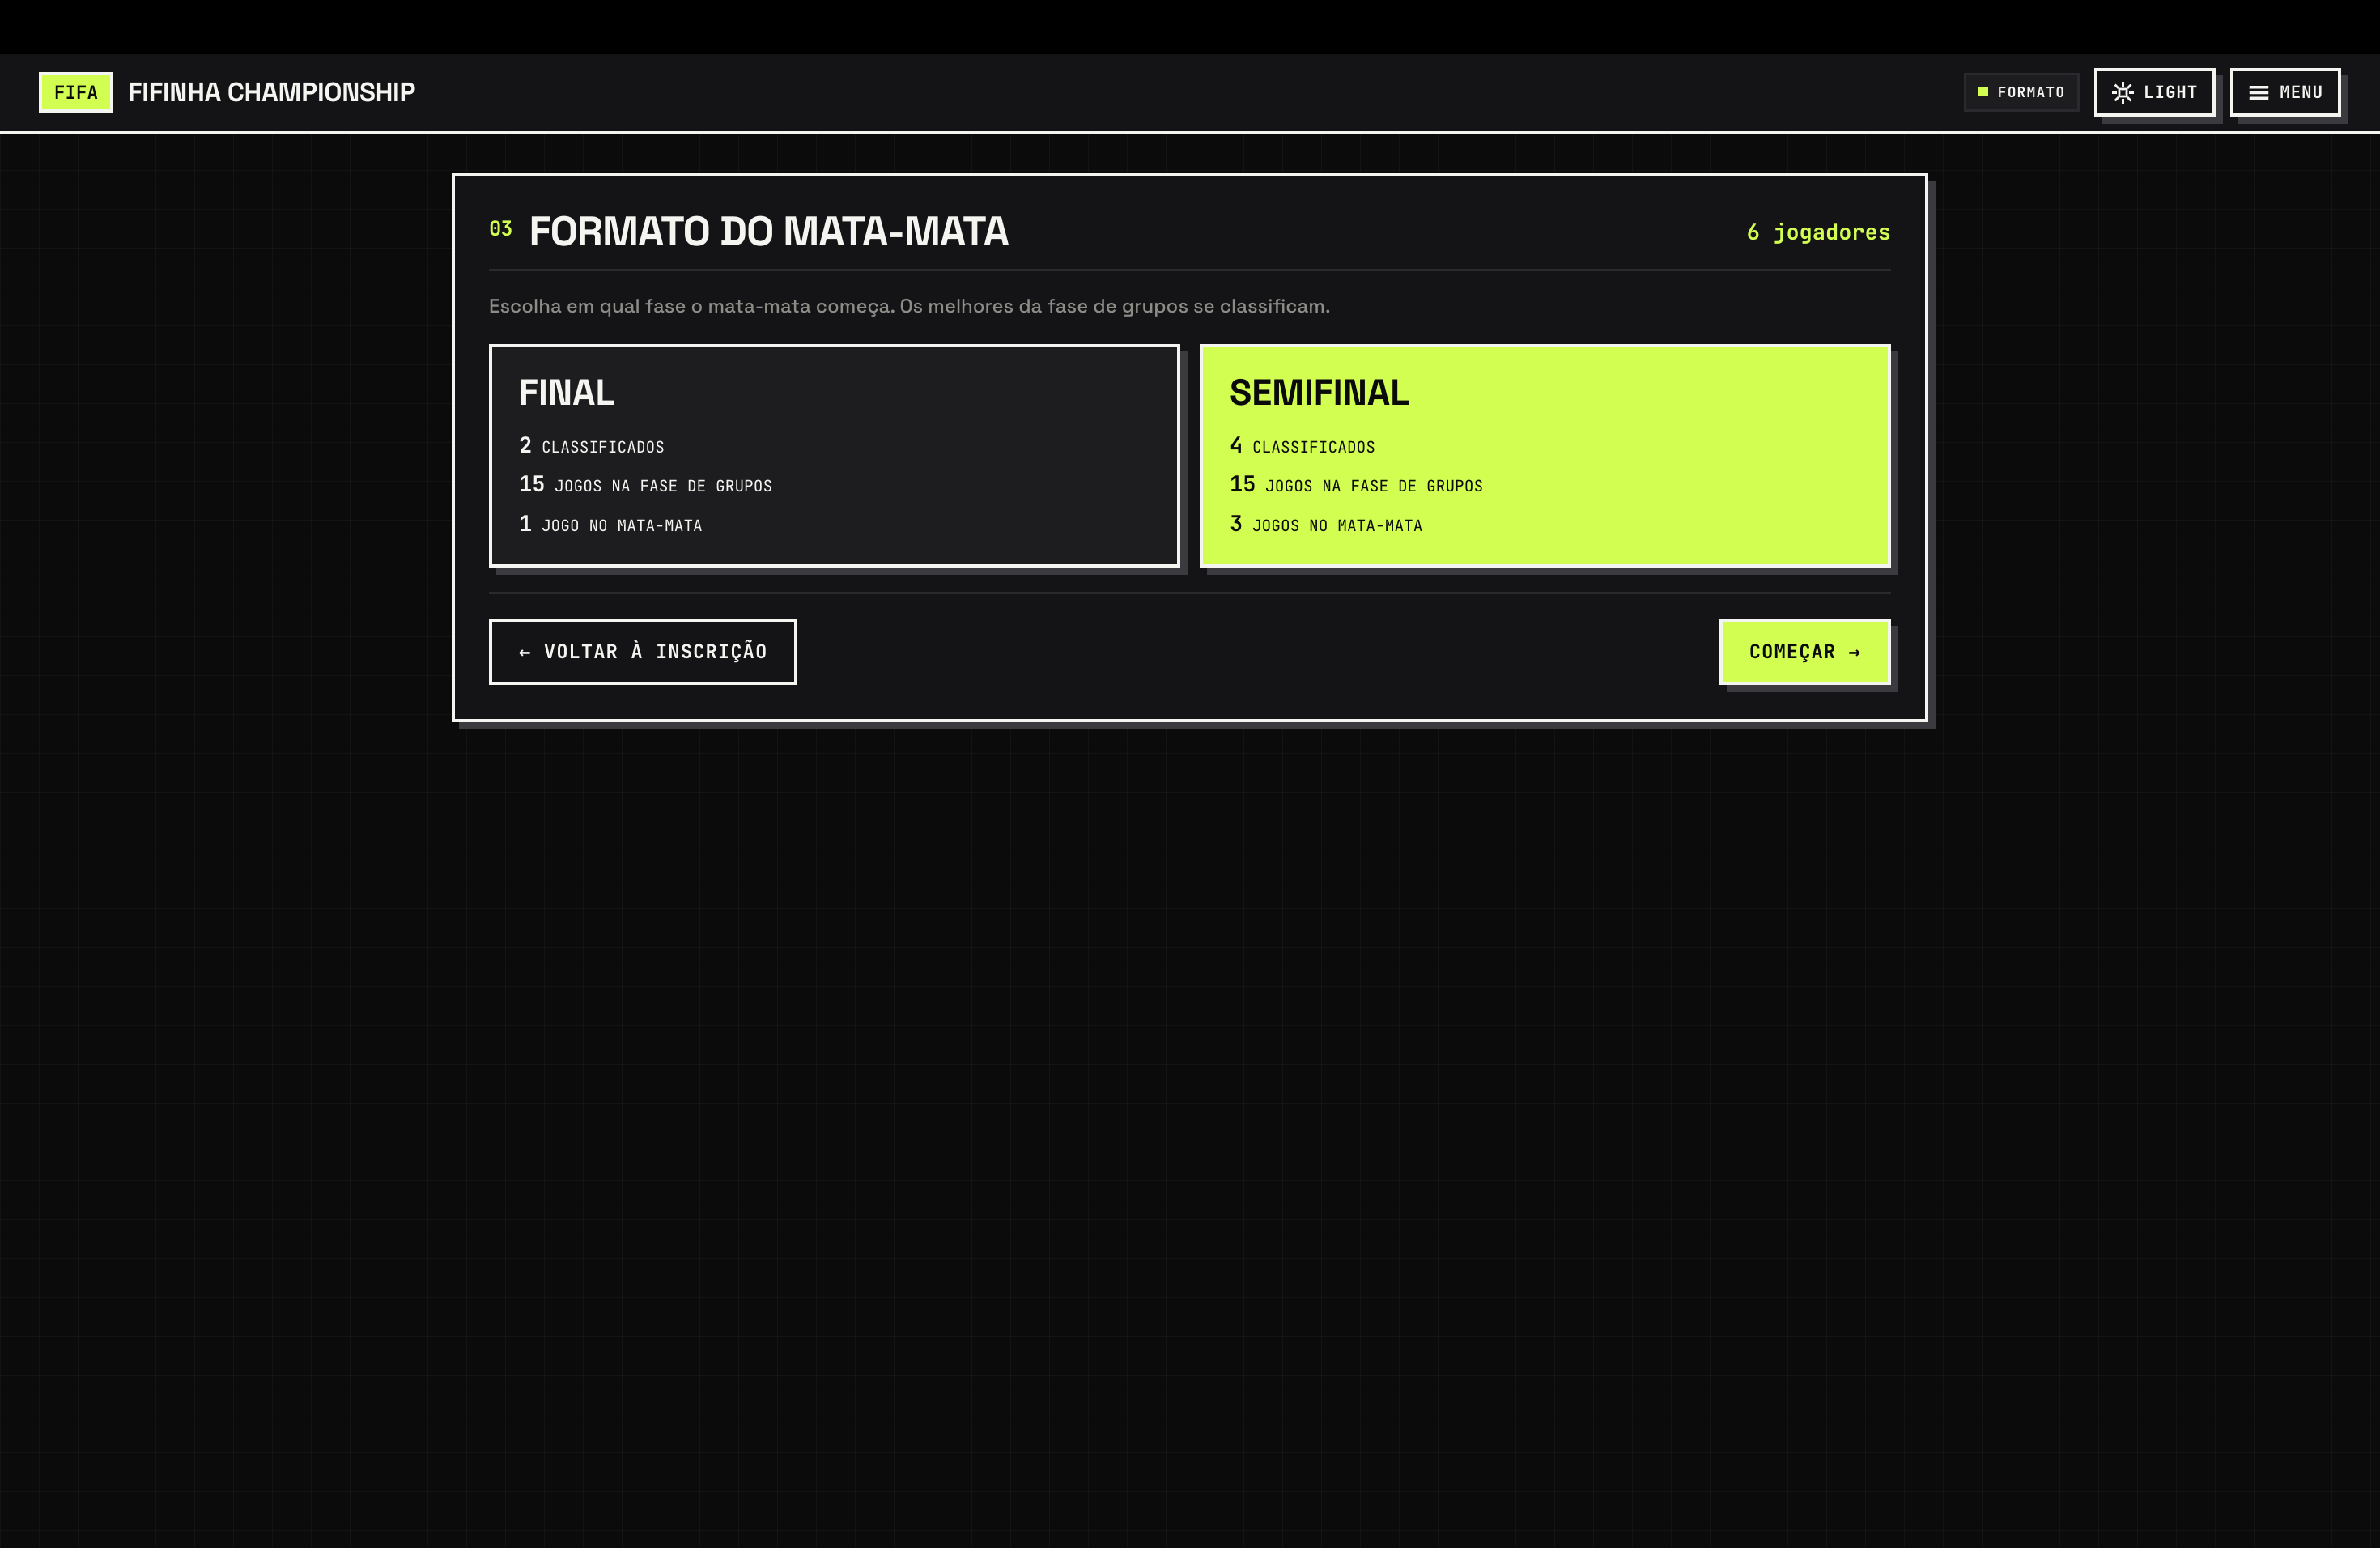 FIFA FIFINHA CHAMPIONSHIP FORMATO LIGHT MENU
03 FORMATO DO MATA-MATA 6 jogadores
Escolha em qual fase o mata-mata começa. Os melhores da fase de grupos se classificam.
FINAL
2 CLASSIFICADOS
15 JOGOS NA FASE DE GRUPOS
1 JOGO NO MATA-MATA
SEMIFINAL
4 CLASSIFICADOS
15 JOGOS NA FASE DE GRUPOS
3 JOGOS NO MATA-MATA
← VOLTAR À INSCRIÇÃO COMEÇAR →